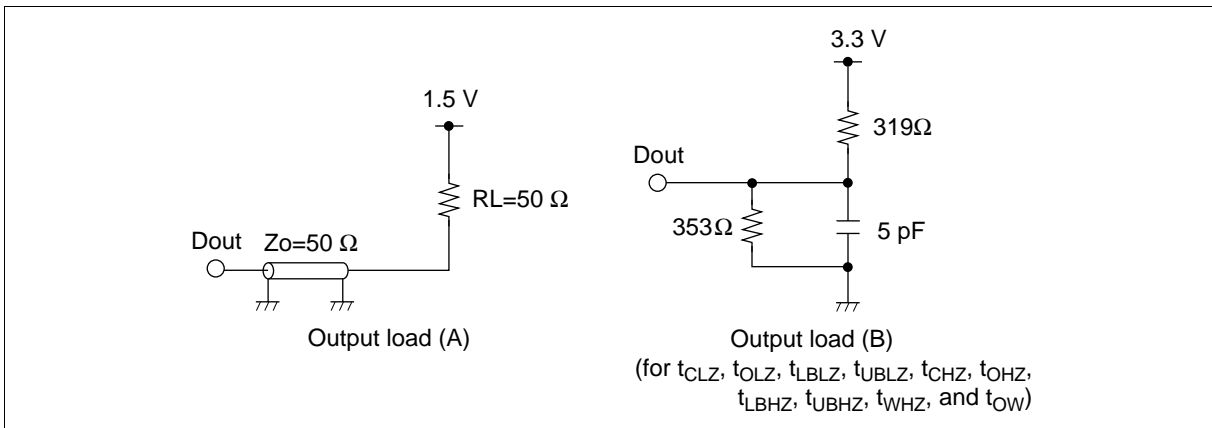 1.5 V
RL=50 Ω
Dout
Zo=50 Ω
Output load (A)
3.3 V
319Ω
Dout
353Ω
5 pF
Output load (B)
(for tCLZ, tOLZ, tLBLZ, tUBLZ, tCHZ, tOHZ,
tLBHZ, tUBHZ, tWHZ, and tOW)